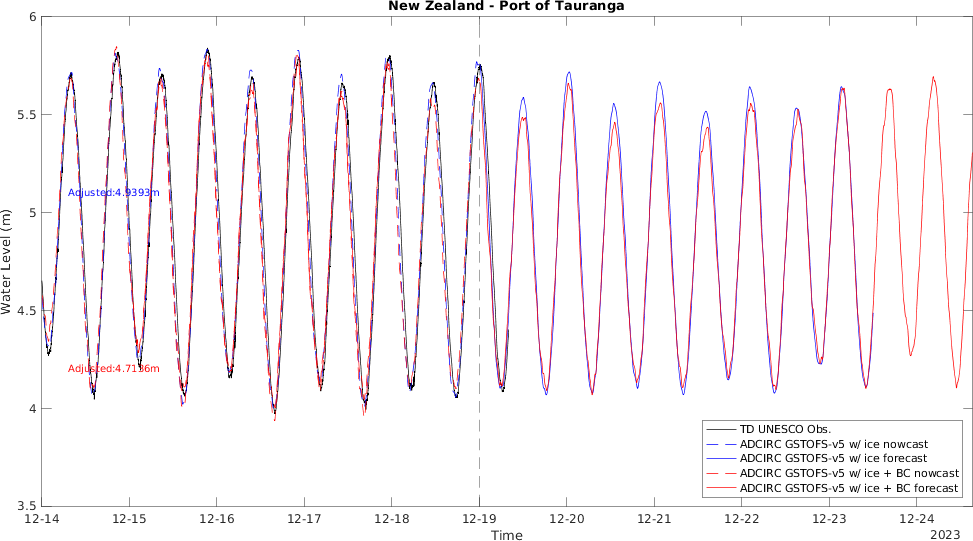 New Zealand - Port of Tauranga
6
5.5
5
4.5
4
3.5
Water Level (m)
Adjusted:4.9393m
Adjusted:4.7136m
TD UNESCO Obs.
ADCIRC GSTOFS-v5 w/ ice nowcast
ADCIRC GSTOFS-v5 w/ ice forecast
ADCIRC GSTOFS-v5 w/ ice + BC nowcast
ADCIRC GSTOFS-v5 w/ ice + BC forecast
12-14 12-15 12-16 12-17 12-18 12-19 12-20 12-21 12-22 12-23 12-24
Time
2023